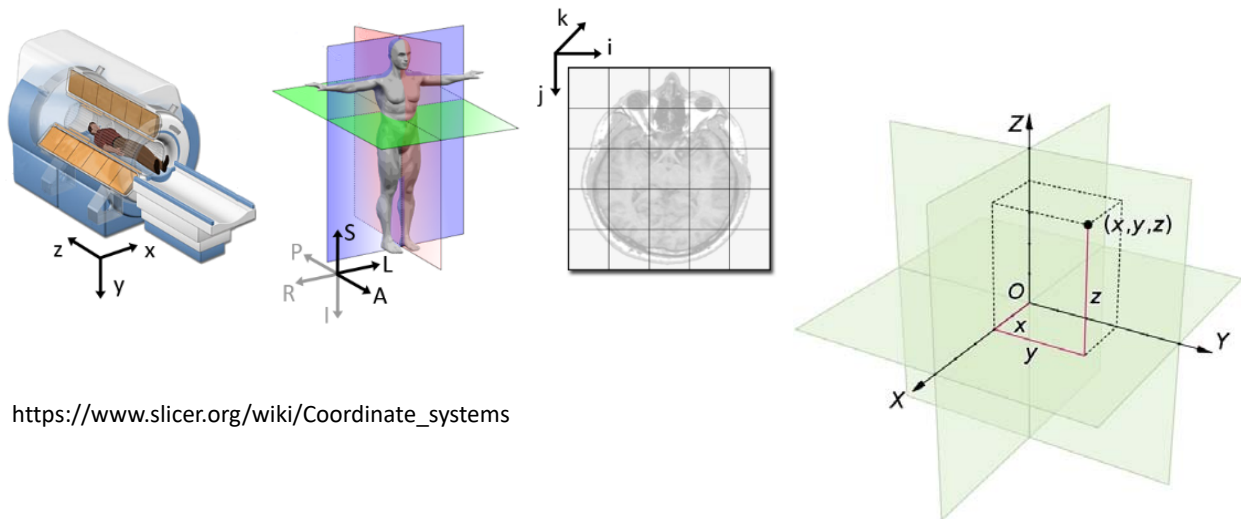 z
x
y
S
P
L
R
A
I
k
i
j
Z
(x,y,z)
O
z
x
y
Y
X
https://www.slicer.org/wiki/Coordinate_systems